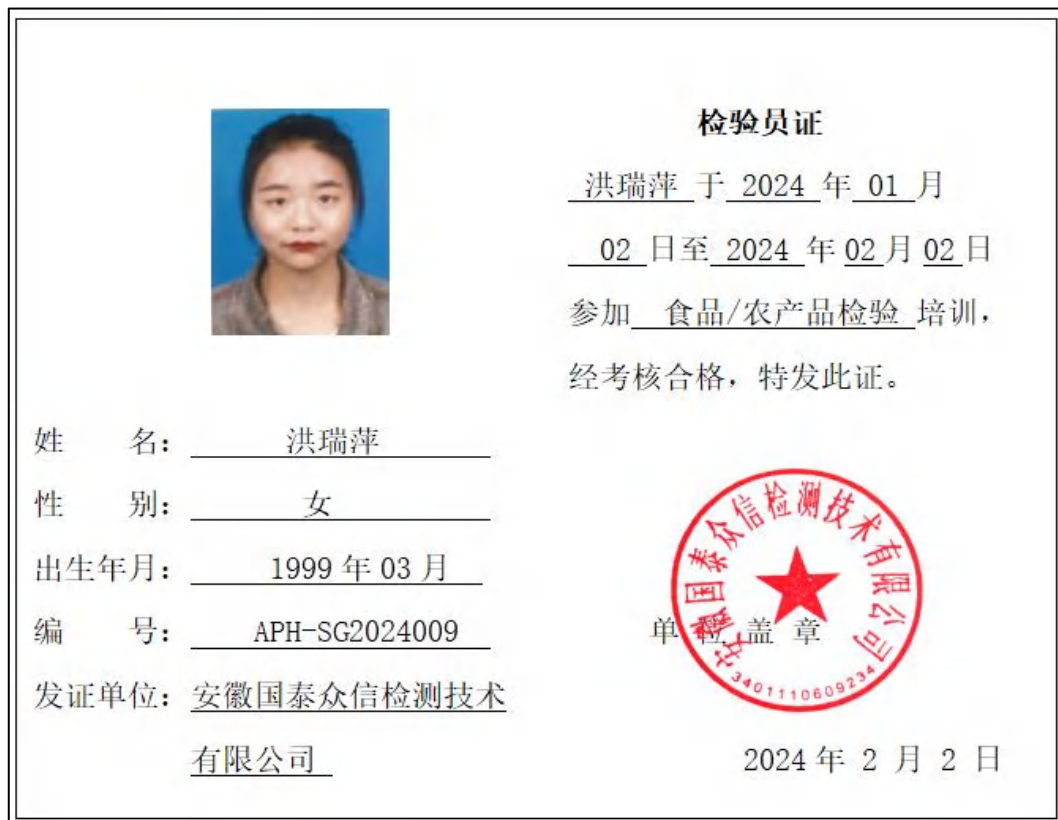 检验员证
洪瑞萍 于 2024 年 01 月
02 日至 2024 年 02 月 02 日
参加 食品/农产品检验 培训，
经考核合格，特发此证。
姓 名： 洪瑞萍
性 别： 女
出生年月： 1999 年 03 月
编 号： APH-SG2024009
发证单位：安徽国泰众信检测技术
有限公司
安徽国泰众信检测技术有限公司
3401110609234
单 位 盖 章
2024 年 2 月 2 日